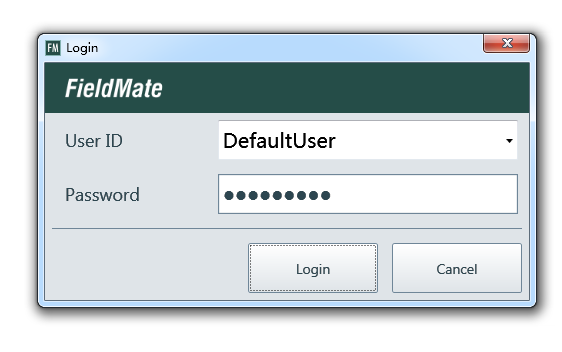 FM Login
FieldMate
User ID DefaultUser
Password ●●●●●●●●●
Login Cancel